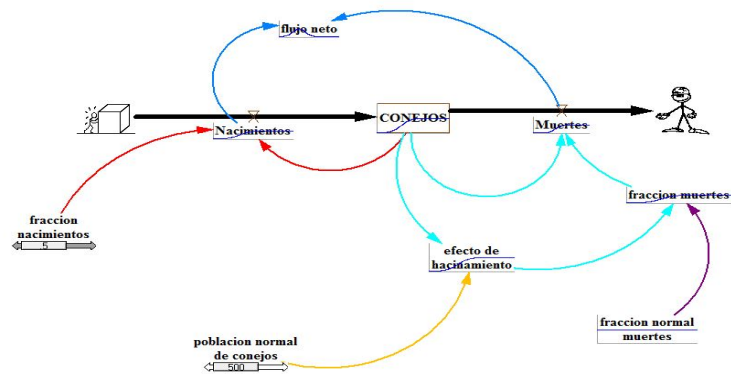 flujo neto
CONEJOS
Nacimientos
Muertes
fraccion muertes
fraccion
nacimientos
.5
efecto de
hacinamiento
fraccion normal
muertes
poblacion normal
de conejos
500